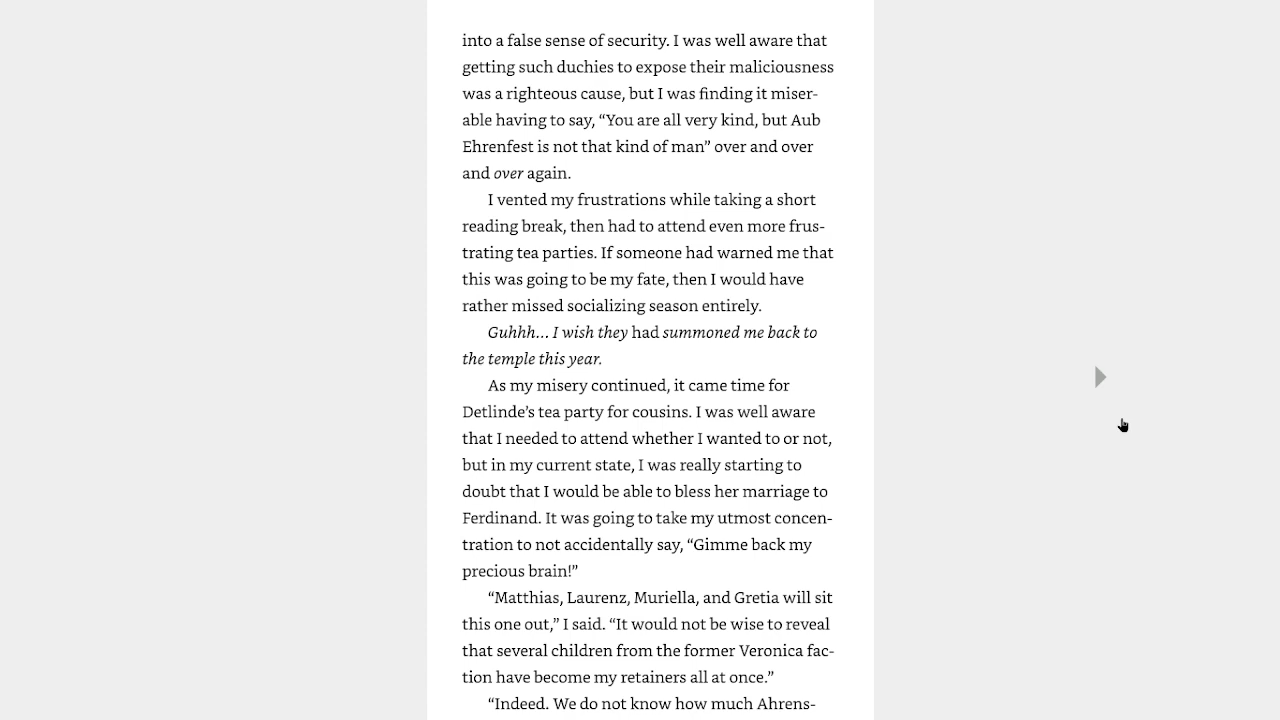 into a false sense of security. I was well aware that
getting such duchies to expose their maliciousness
was a righteous cause, but I was finding it miser-
able having to say, “You are all very kind, but Aub
Ehrenfest is not that kind of man” over and over
and over again.
I vented my frustrations while taking a short
reading break, then had to attend even more frus-
trating tea parties. If someone had warned me that
this was going to be my fate, then I would have
rather missed socializing season entirely.
Guhhh... I wish they had summoned me back to
the temple this year.
As my misery continued, it came time for
Detlinde’s tea party for cousins. I was well aware
that I needed to attend whether I wanted to or not,
but in my current state, I was really starting to
doubt that I would be able to bless her marriage to
Ferdinand. It was going to take my utmost concen-
tration to not accidentally say, “Gimme back my
precious brain!”
“Matthias, Laurenz, Muriella, and Gretia will sit
this one out,” I said. “It would not be wise to reveal
that several children from the former Veronica fac-
tion have become my retainers all at once.”
“Indeed. We do not know how much Ahrens-